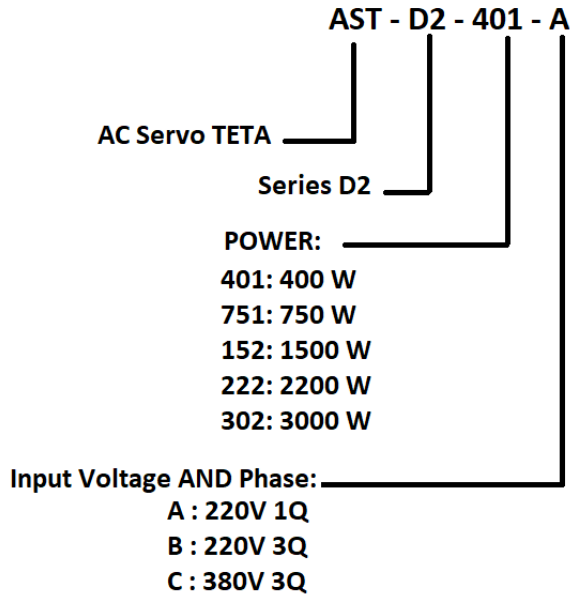 AST - D2 - 401 - A
AC Servo TETA
Series D2
POWER:
401: 400 W
751: 750 W
152: 1500 W
222: 2200 W
302: 3000 W
Input Voltage AND Phase:
A : 220V 1Q
B : 220V 3Q
C : 380V 3Q